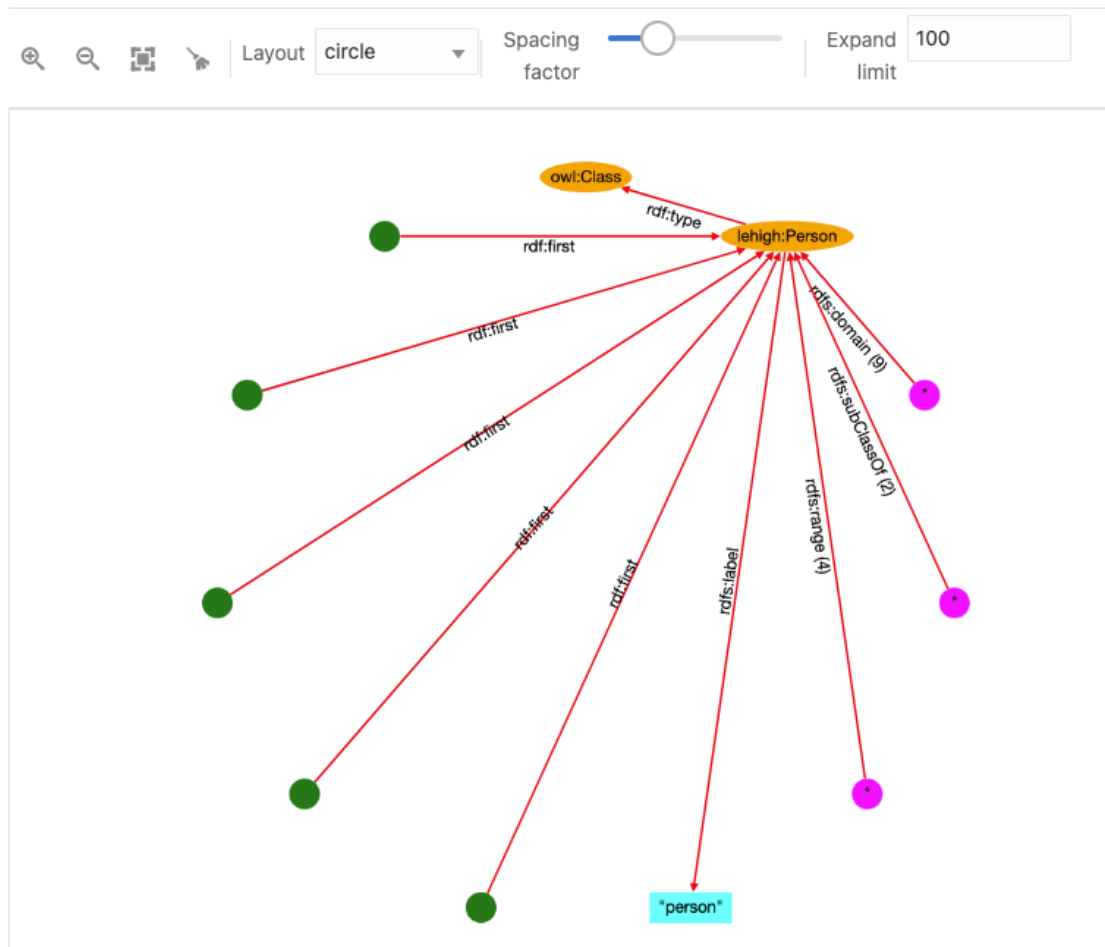 Layout
circle
Spacing
factor
Expand
limit
100
owl:Class
rdf:type
lehigh:Person
rdf:first
rdf:first
rdfs:domain (9)
rdf:first
rdfs:subClassOf (2)
rdf:first
rdfs:range (4)
rdf:first
rdfs:label
*
*
*
"person"